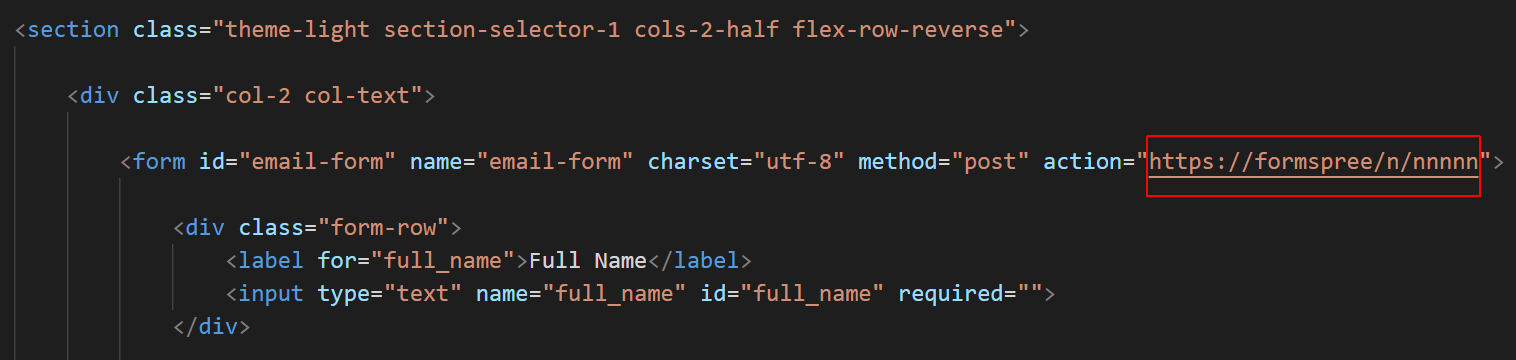 <section class="theme-light section-selector-1 cols-2-half flex-row-reverse">
<div class="col-2 col-text">
<form id="email-form" name="email-form" charset="utf-8" method="post" action="https://formspree/n/nnnnn">
<div class="form-row">
<label for="full_name">Full Name</label>
<input type="text" name="full_name" id="full_name" required="">
</div>